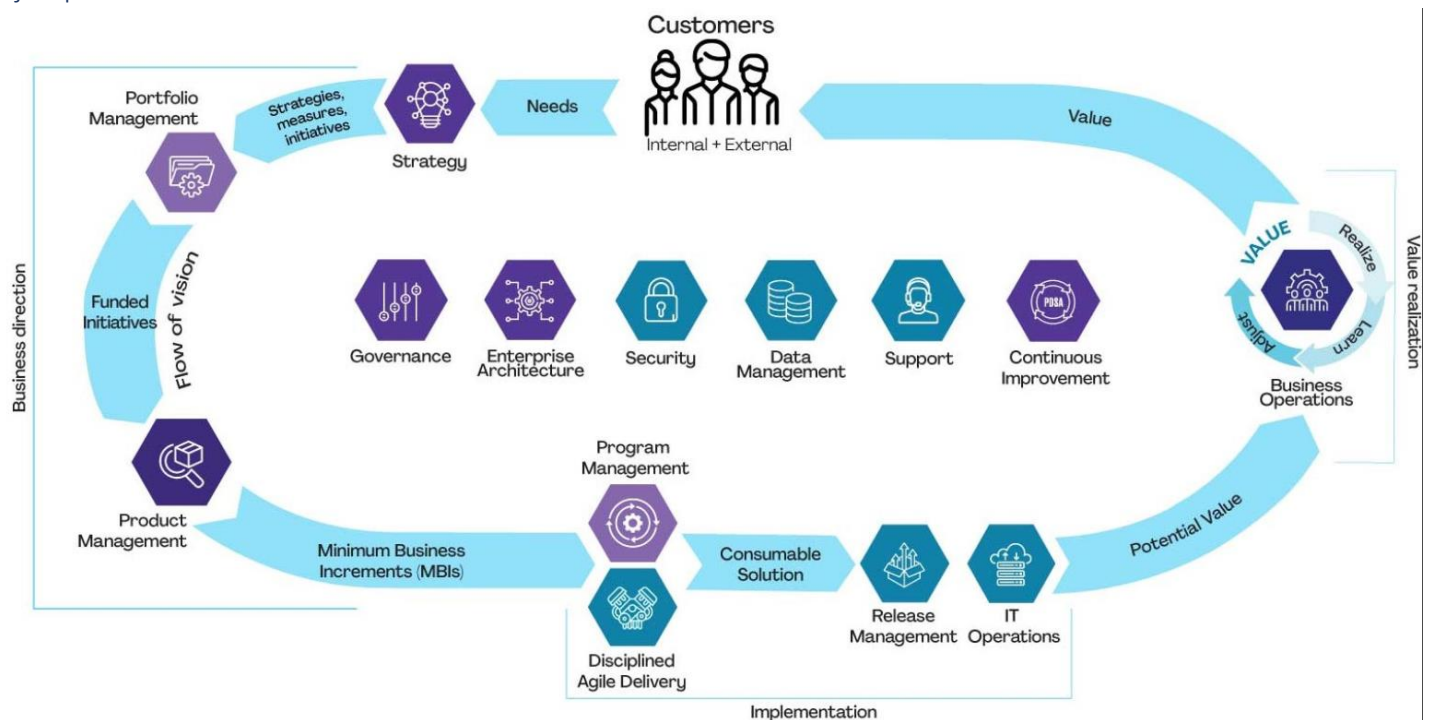 Customers
Internal + External
Needs
Strategy
Strategies,
measures,
initiatives
Portfolio
Management
Business direction
Funded
Initiatives
Flow of vision
Product
Management
Minimum Business
Increments (MBIs)
Program
Management
Disciplined
Agile Delivery
Consumable
Solution
Release
Management
IT
Operations
Implementation
Potential Value
Business
Operations
VALUE
Realize
Learn
Adjust
Value realization
Value
Governance
Enterprise
Architecture
Security
Data
Management
Support
PDSA
Continuous
Improvement